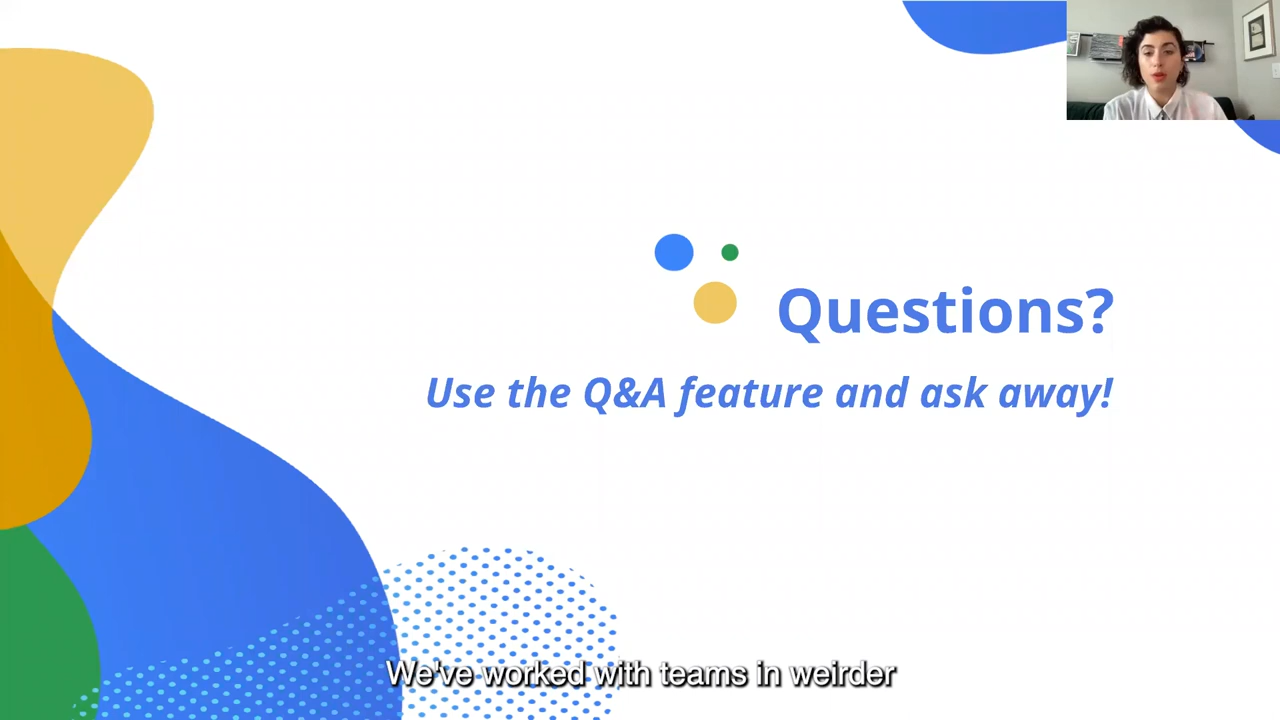 Questions?
Use the Q&A feature and ask away!
We've worked with teams in weirder